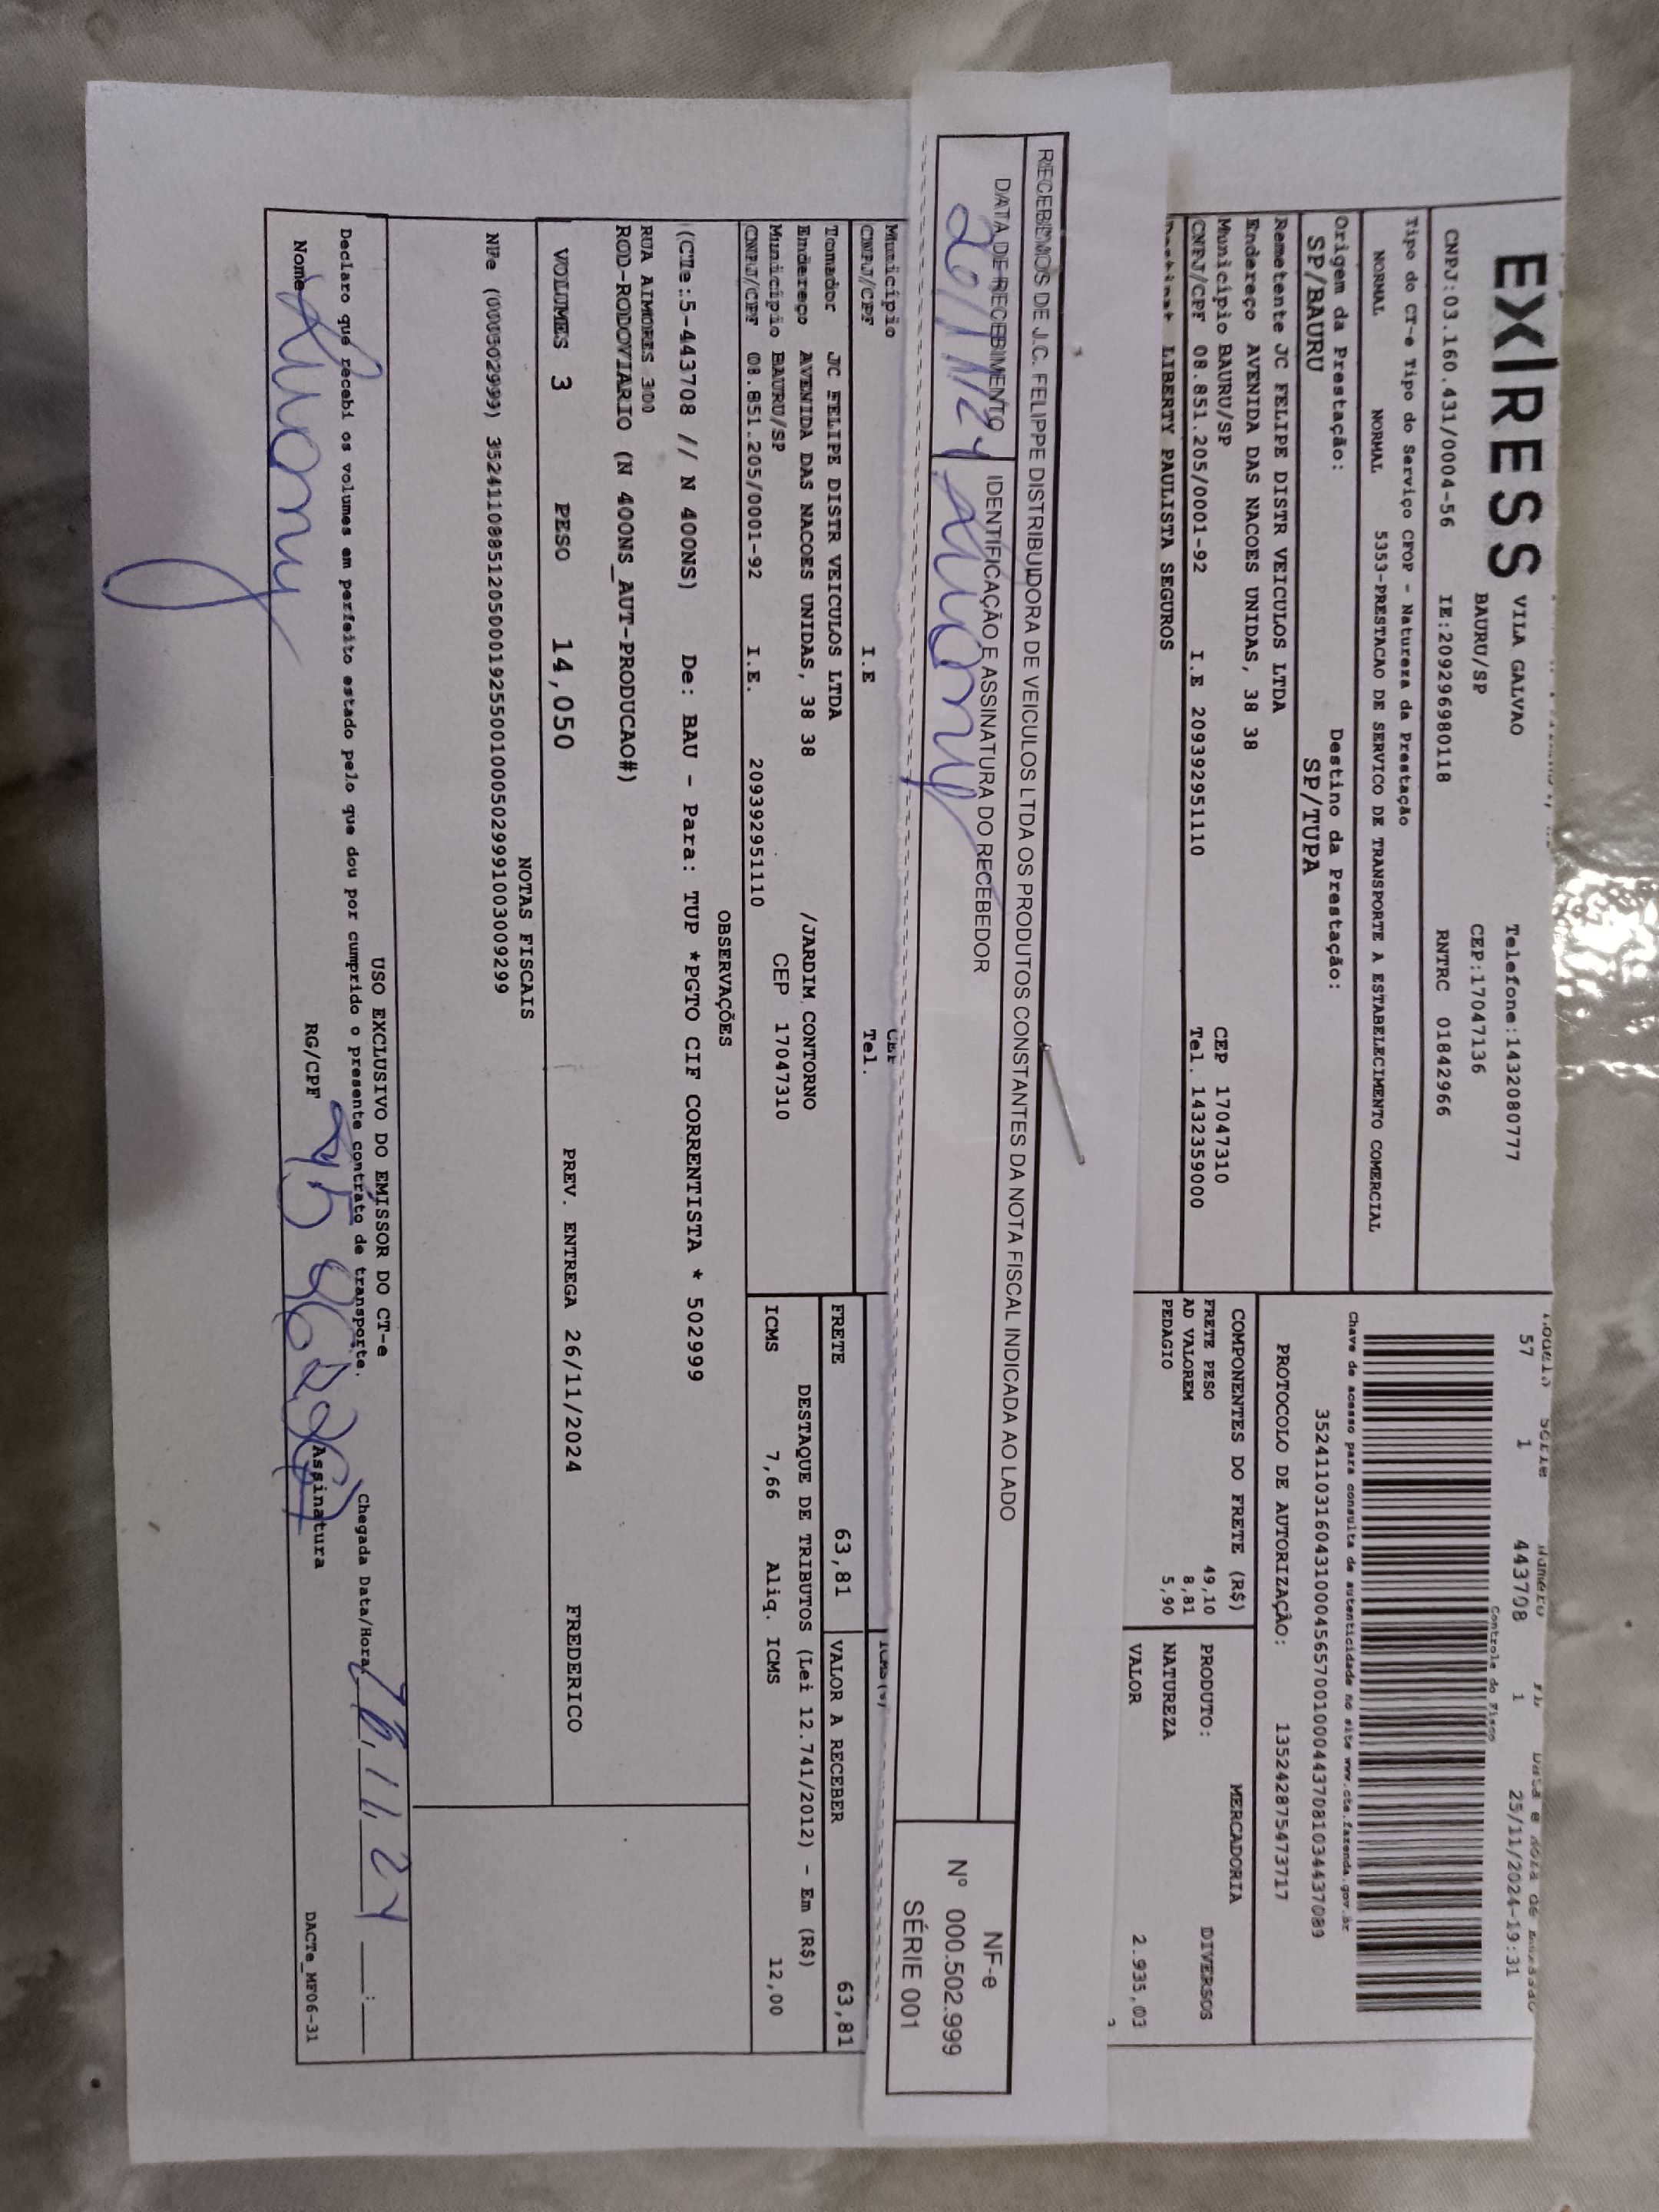 EXPRESS
VILA GALVAO Telefone:1432080777
BAURU/SP CEP:17047136
CNPJ:03.160.431/0004-56 IE:209296980118 RNTRC 01842966
Tipo do CT-e Tipo do Serviço CFOP - Natureza da Prestação
NORMAL NORMAL 5353-PRESTACAO DE SERVICO DE TRANSPORTE A ESTABELECIMENTO COMERCIAL
Origem da Prestação: Destino da Prestação:
SP/BAURU SP/TUPA
Remetente JC FELIPE DISTR VEICULOS LTDA
Endereço AVENIDA DAS NACOES UNIDAS, 38 38
Município BAURU/SP CEP 17047310
CNPJ/CPF 08.851.205/0001-92 I.E 209392951110 Tel. 1432359000
LIBERTY PAULISTA SEGUROS
Modelo Série Número FL Data e Hora de Emissão
57 1 443708 1 25/11/2024-19:31
Controle do Fisco
Chave de acesso para consulta de autenticidade no site www.cte.fazenda.gov.br
35241103160431000456570010004437081034437089
PROTOCOLO DE AUTORIZAÇÃO: 135242875473717
COMPONENTES DO FRETE (R$) MERCADORIA
FRETE PESO 49,10 PRODUTO: DIVERSOS
AD VALOREM 8,81
PEDAGIO 5,90 NATUREZA
VALOR 2.935,03
RECEBEMOS DE J.C. FELIPPE DISTRIBUIDORA DE VEICULOS LTDA OS PRODUTOS CONSTANTES DA NOTA FISCAL INDICADA AO LADO
DATA DE RECEBIMENTO IDENTIFICAÇÃO E ASSINATURA DO RECEBEDOR
NF-e
Nº 000.502.999
SÉRIE 001
Município CEP
CNPJ/CPF I.E Tel.
Tomador JC FELIPE DISTR VEICULOS LTDA
Endereço AVENIDA DAS NACOES UNIDAS, 38 38 /JARDIM CONTORNO
Município BAURU/SP CEP 17047310
CNPJ/CPF 08.851.205/0001-92 I.E. 209392951110
FRETE 63,81 VALOR A RECEBER 63,81
DESTAQUE DE TRIBUTOS (Lei 12.741/2012) - Em (R$)
ICMS 7,66 Aliq. ICMS 12,00
OBSERVAÇÕES
(CTe:5-443708 // N 400NS) De: BAU - Para: TUP *PGTO CIF CORRENTISTA * 502999
RUA AIMORES 300
ROD-RODOVIARIO (N 400NS_AUT-PRODUCAO#)
VOLUMES 3 PESO 14,050 PREV. ENTREGA 26/11/2024 FREDERICO
NOTAS FISCAIS
NFe (000502999) 35241108851205000192550010005029991003009299
USO EXCLUSIVO DO EMISSOR DO CT-e
Declaro que recebi os volumes em perfeito estado pelo que dou por cumprido o presente contrato de transporte.
Chegada Data/Hora
Nome RG/CPF Assinatura
DACTe_MF06-31